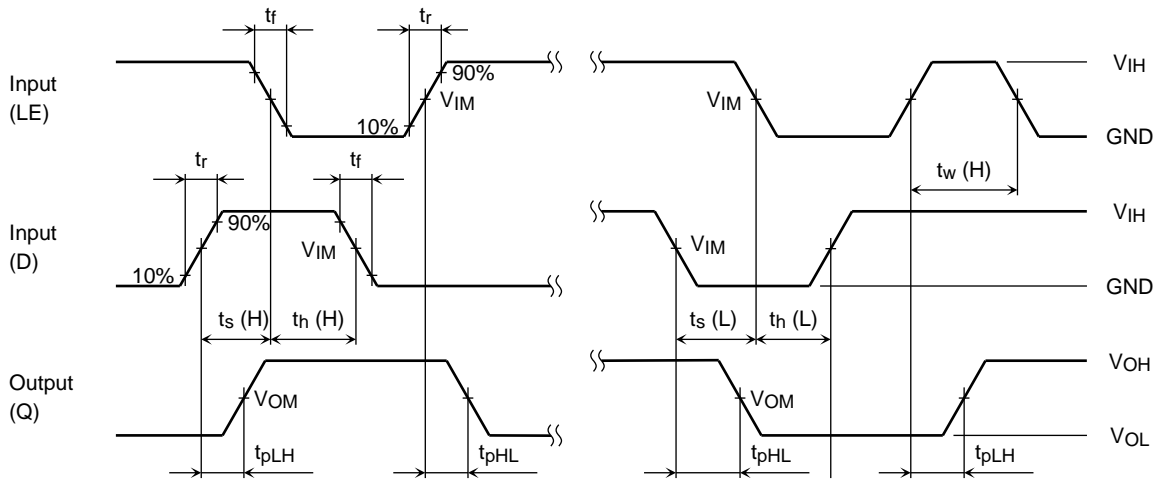 tf
tr
Input
(LE)
90%
VIM
10%
VIM
VIH
GND
tw (H)
tr
tf
Input
(D)
90%
VIM
10%
VIM
VIH
GND
ts (H)
th (H)
ts (L)
th (L)
Output
(Q)
VOM
VOM
VOH
VOL
tpLH
tpHL
tpHL
tpLH